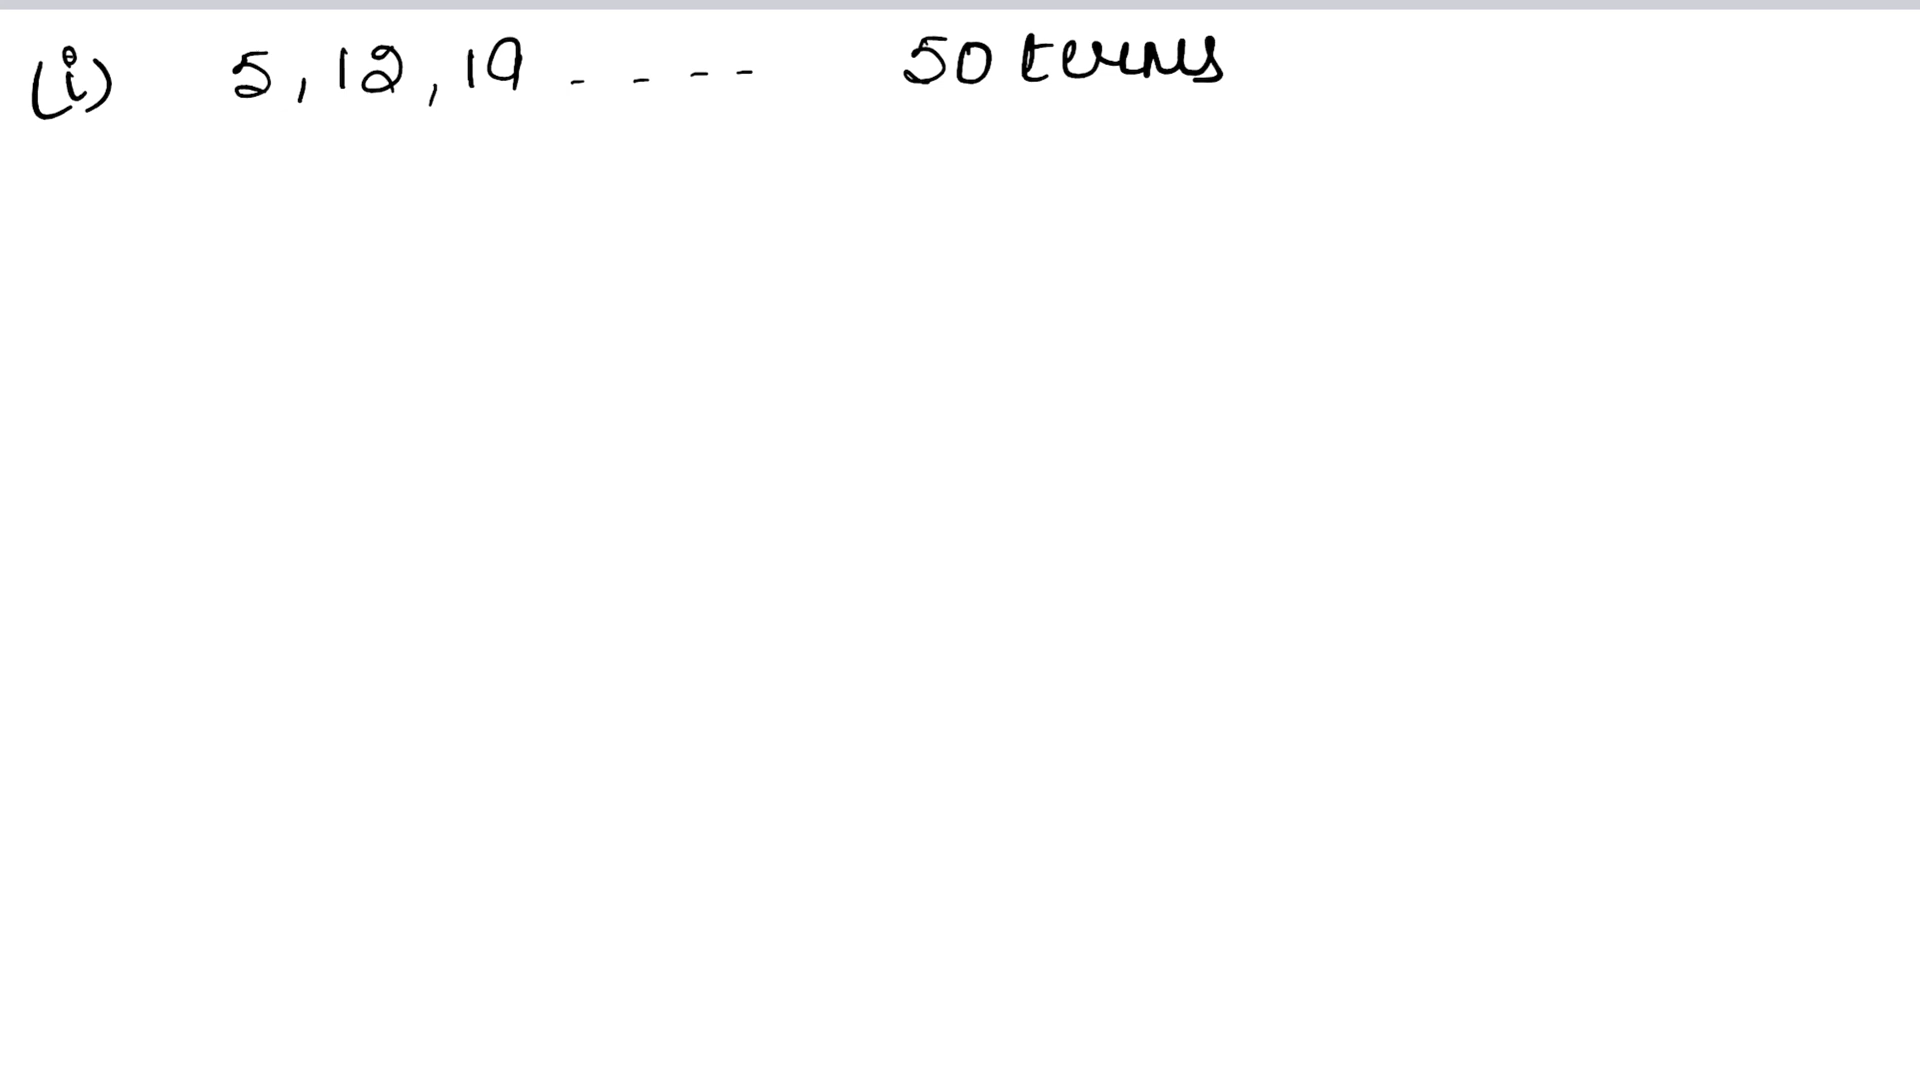 (i) 5, 12, 19 - - - - 50 terms